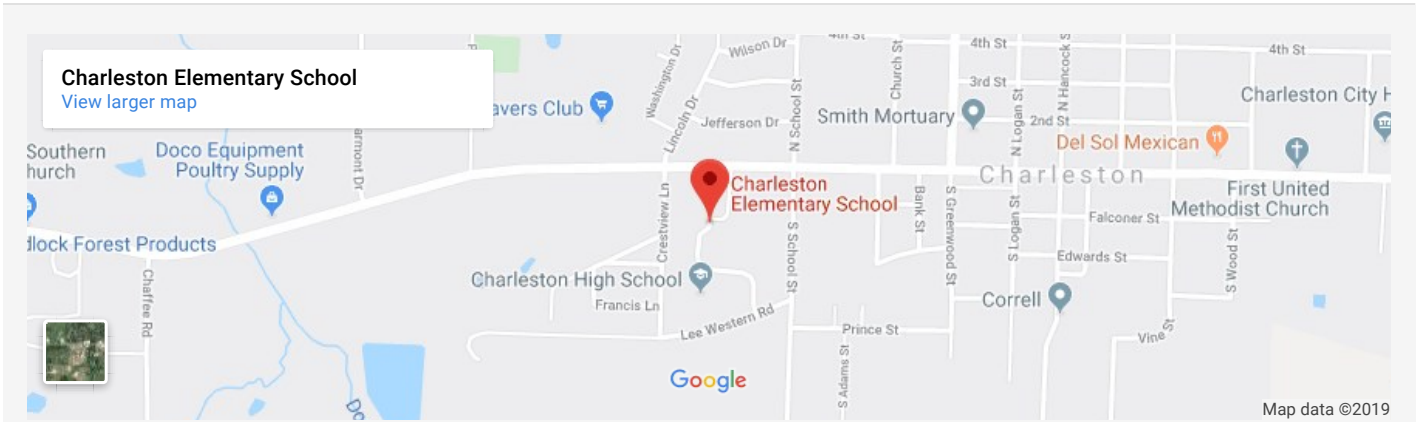 Charleston Elementary School
View larger map
avers Club
Washington Dr
Lincoln Dr
Wilson Dr
Jefferson Dr
N School St
4th St
Church St
4th St
3rd St
N Hancock S
4th St
Smith Mortuary
N Logan St
2nd St
Charleston City H
Del Sol Mexican
Southern
hurch
Doco Equipment
Poultry Supply
armont Dr
Charleston
Elementary School
Charleston
First United
Methodist Church
Crestview Ln
Bank St
S Greenwood St
S Logan St
Falconer St
dlock Forest Products
S School St
Edwards St
S Wood St
Chaffee Rd
Charleston High School
Correll
Francis Ln
Lee Western Rd
Prince St
Vine St
S Adams St
Google
Do
Map data ©2019